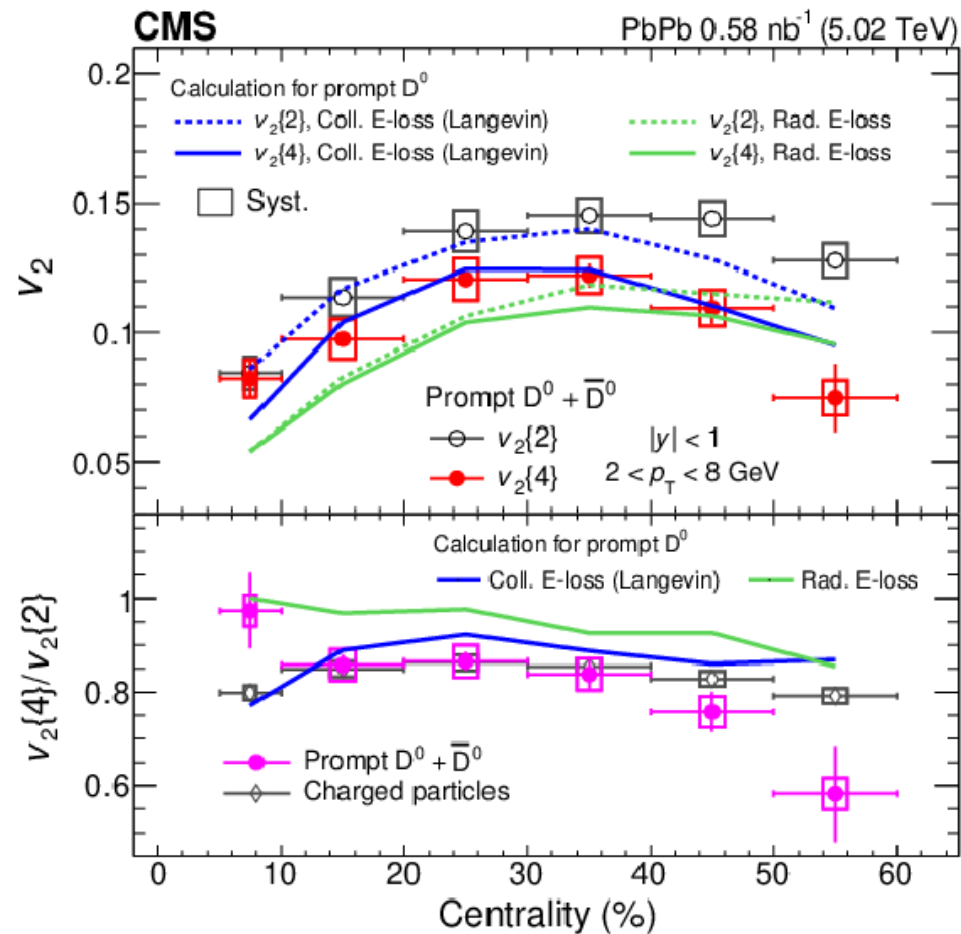 CMS PbPb 0.58 nb⁻¹ (5.02 TeV)
0.2
Calculation for prompt D⁰
v₂{2}, Coll. E-loss (Langevin) v₂{2}, Rad. E-loss
v₂{4}, Coll. E-loss (Langevin) v₂{4}, Rad. E-loss
Syst.
0.15
v₂
0.1
Prompt D⁰ + D̅⁰
v₂{2} |y| < 1
v₂{4} 2 < p_T < 8 GeV
0.05
Calculation for prompt D⁰
Coll. E-loss (Langevin) Rad. E-loss
1
v₂{4}/v₂{2}
0.8
Prompt D⁰ + D̅⁰
Charged particles
0.6
0 10 20 30 40 50 60
Centrality (%)